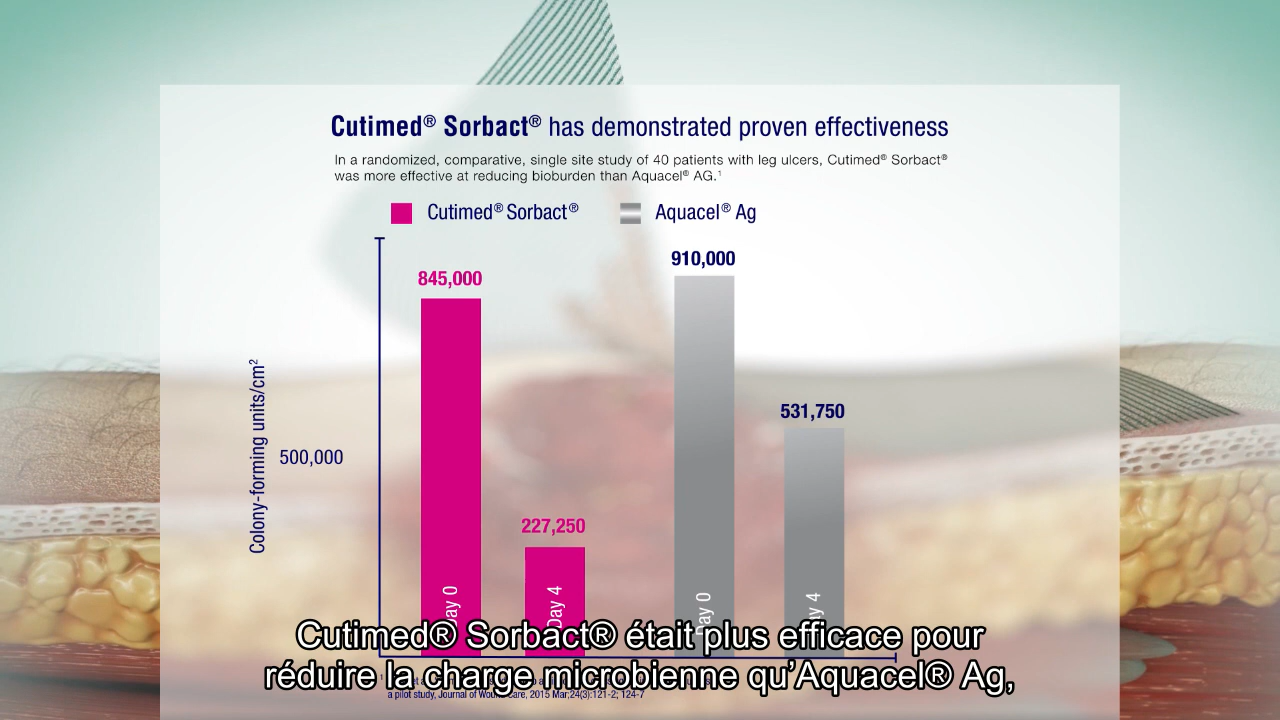 Cutimed® Sorbact® has demonstrated proven effectiveness
In a randomized, comparative, single site study of 40 patients with leg ulcers, Cutimed® Sorbact®
was more effective at reducing bioburden than Aquacel® AG.¹
Cutimed® Sorbact®
Aquacel® Ag
Colony-forming units/cm²
500,000
845,000
227,250
910,000
531,750
Day 0
Day 4
Day 0
Day 4
a pilot study, Journal of Wound Care, 2015 Mar;24(3):121-2; 124-7
Cutimed® Sorbact® était plus efficace pour
réduire la charge microbienne qu’Aquacel® Ag,